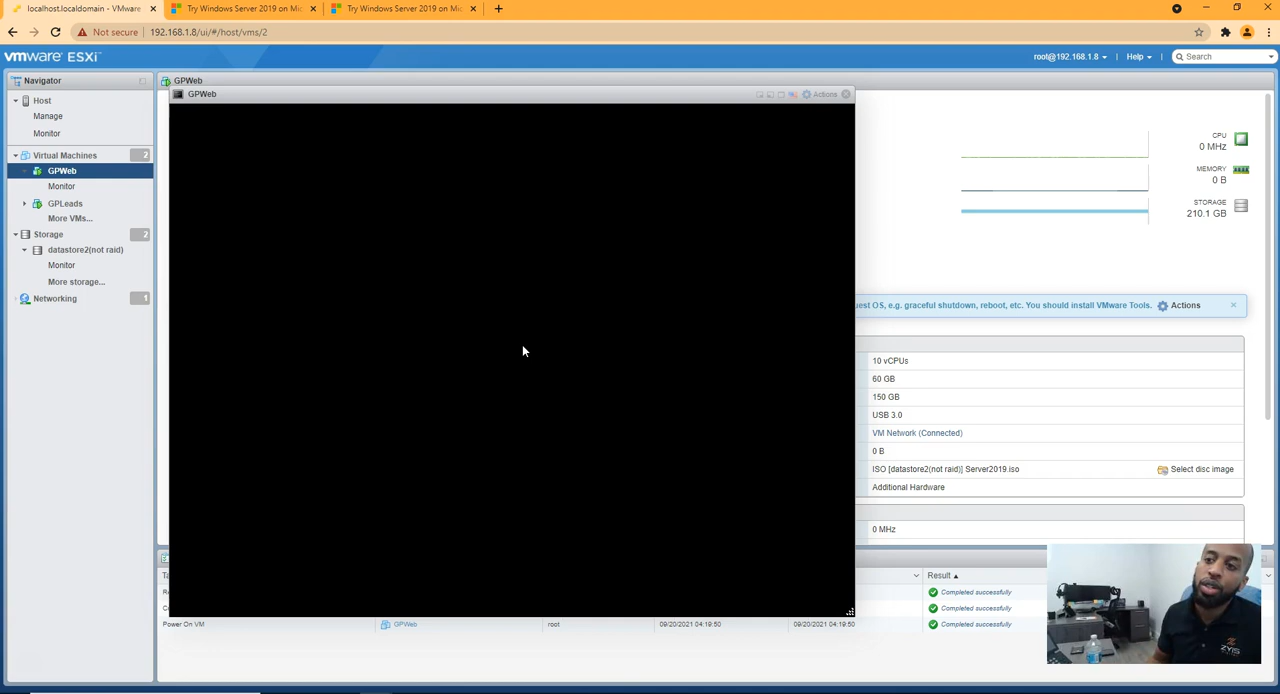 localhost.localdomain - VMware
Try Windows Server 2019 on Mic
Try Windows Server 2019 on Mic
Not secure
192.168.1.8/ui/#/host/vms/2
vmware ESXi
root@192.168.1.8
Help
Search
Navigator
GPWeb
Host
Manage
Monitor
Virtual Machines
2
GPWeb
Monitor
GPLeads
More VMs...
Storage
2
datastore2(not raid)
Monitor
More storage...
Networking
1
GPWeb
Actions
CPU
0 MHz
MEMORY
0 B
STORAGE
210.1 GB
uest OS, e.g. graceful shutdown, reboot, etc. You should install VMware Tools.
Actions
10 vCPUs
60 GB
150 GB
USB 3.0
VM Network (Connected)
0 B
ISO [datastore2(not raid)] Server2019.iso
Select disc image
Additional Hardware
0 MHz
Result
Completed successfully
Completed successfully
Power On VM
GPWeb
root
09/20/2021 04:19:50
09/20/2021 04:19:50
Completed successfully
ZYIS